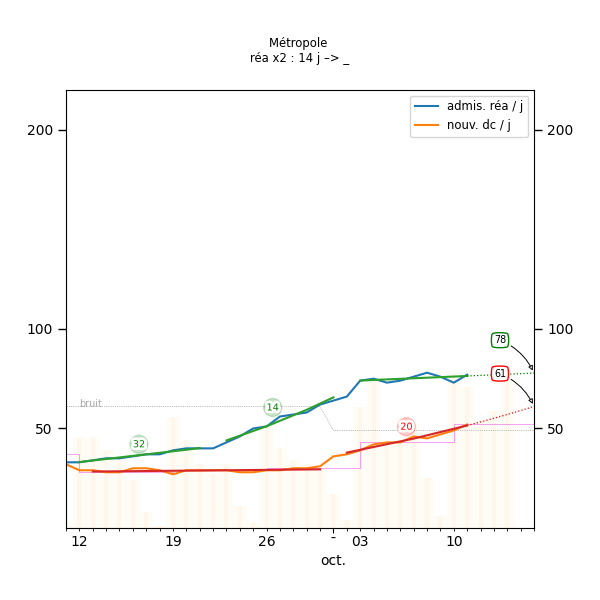 Métropole
réa x2 : 14 j –> _
admis. réa / j
nouv. dc / j
200
200
100
100
78
61
bruit
14
20
32
50
50
12
19
26
-
03
10
oct.